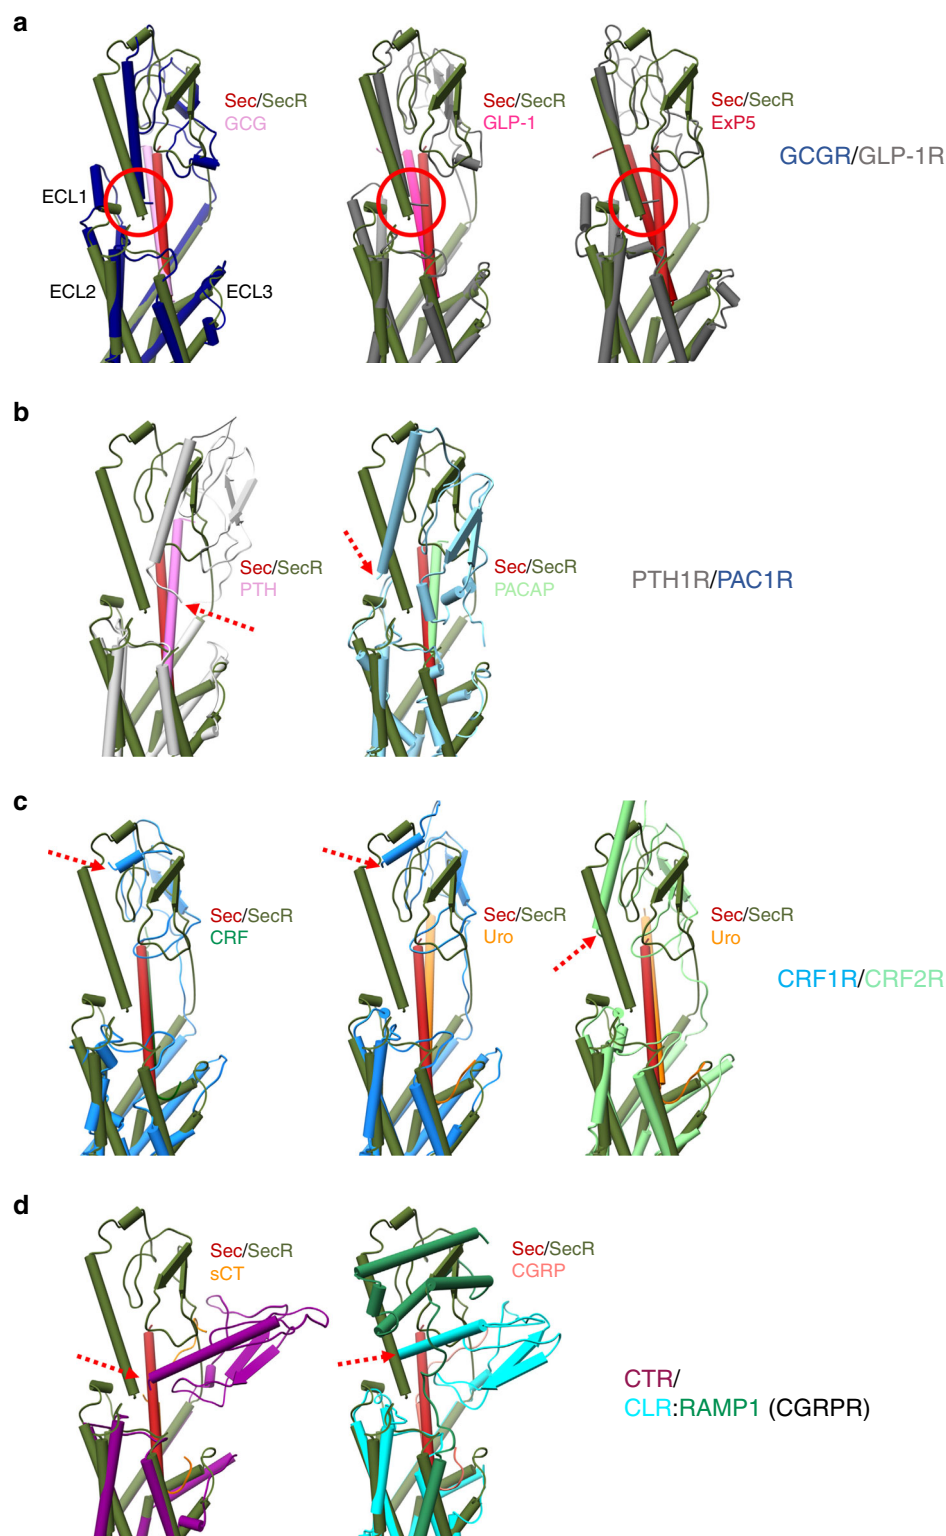 a
Sec/SecR
GCG
Sec/SecR
GLP-1
Sec/SecR
ExP5
GCGR/GLP-1R
ECL1
ECL2
ECL3
b
Sec/SecR
PTH
Sec/SecR
PACAP
PTH1R/PAC1R
c
Sec/SecR
CRF
Sec/SecR
Uro
Sec/SecR
Uro
CRF1R/CRF2R
d
Sec/SecR
sCT
Sec/SecR
CGRP
CTR/
CLR:RAMP1 (CGRPR)